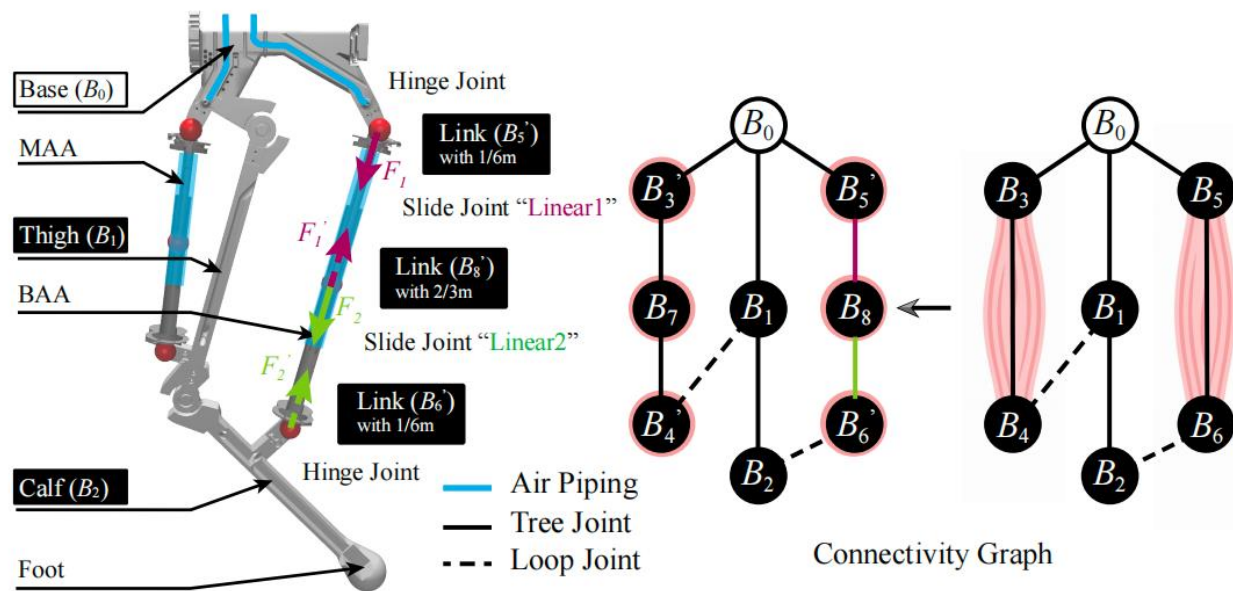 Base (B₀)
MAA
Thigh (B₁)
BAA
Calf (B₂)
Foot
Hinge Joint
Link (B₅’)
with 1/6m
F₁
Slide Joint “Linear1”
F₁’
Link (B₈’)
with 2/3m
F₂
Slide Joint “Linear2”
F₂’
Link (B₆’)
with 1/6m
Hinge Joint
Air Piping
Tree Joint
Loop Joint
B₀
B₃’
B₅’
B₇
B₁
B₈
B₄’
B₆’
B₂
B₀
B₃
B₅
B₁
B₄
B₆
B₂
Connectivity Graph